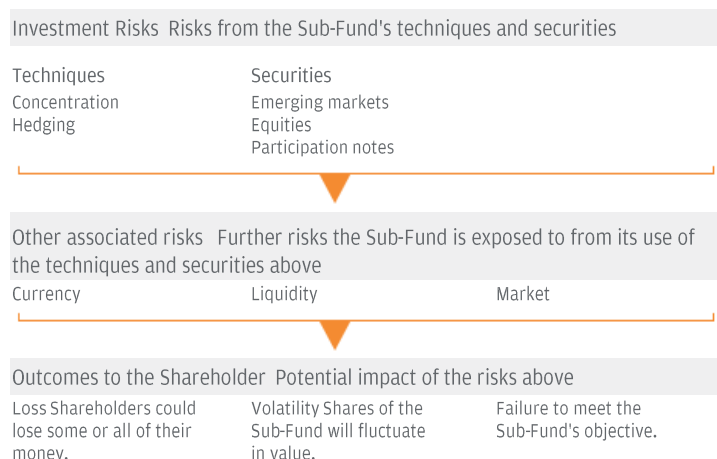 Investment Risks Risks from the Sub-Fund's techniques and securities
Techniques Securities
Concentration Emerging markets
Hedging Equities
Participation notes
Other associated risks Further risks the Sub-Fund is exposed to from its use of
the techniques and securities above
Currency Liquidity Market
Outcomes to the Shareholder Potential impact of the risks above
Loss Shareholders could
lose some or all of their
money.
Volatility Shares of the
Sub-Fund will fluctuate
in value.
Failure to meet the
Sub-Fund's objective.